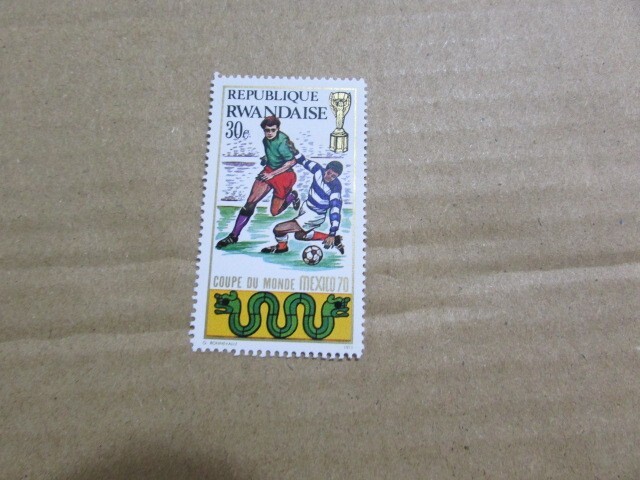 REPUBLIQUE
RWANDAISE
30c.
COUPE DU MONDE MEXICO 70